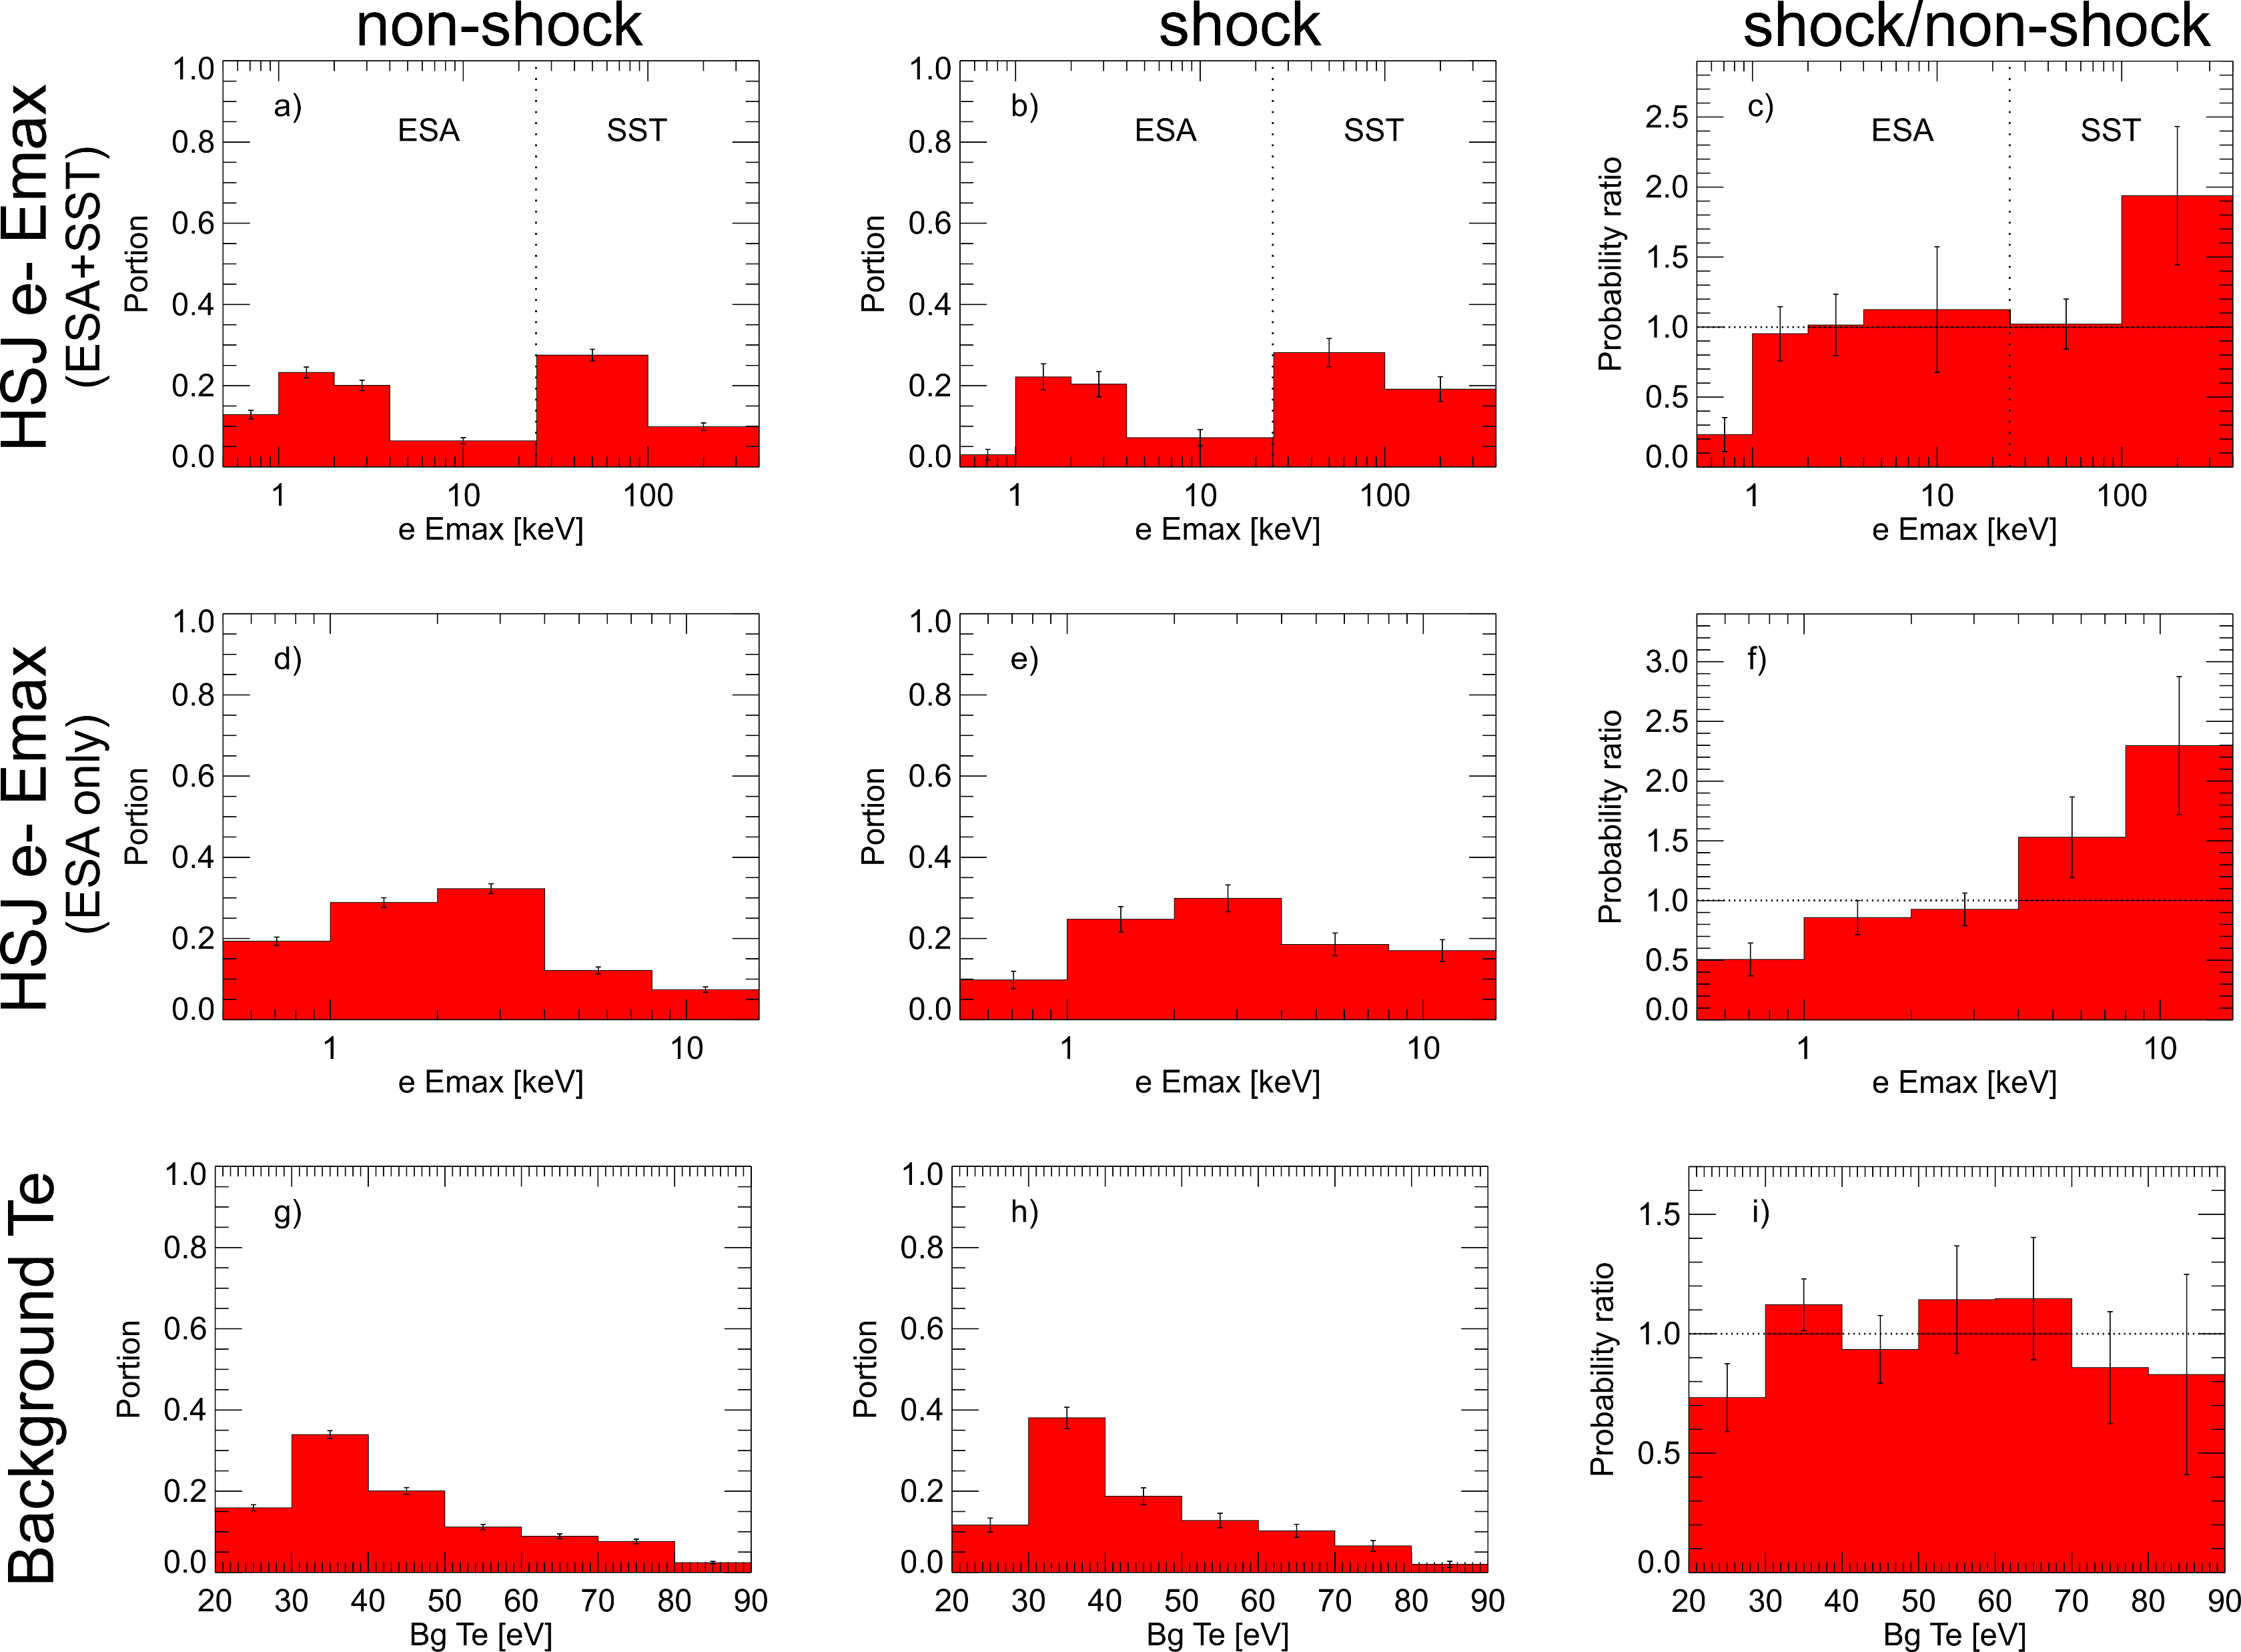 non-shock
shock
shock/non-shock
HSJ e- Emax
(ESA+SST)
Portion
1.0
0.8
0.6
0.4
0.2
0.0
a)
ESA
SST
1 10 100
e Emax [keV]
Portion
1.0
0.8
0.6
0.4
0.2
0.0
b)
ESA
SST
1 10 100
e Emax [keV]
Probability ratio
2.5
2.0
1.5
1.0
0.5
0.0
c)
ESA
SST
1 10 100
e Emax [keV]
HSJ e- Emax
(ESA only)
Portion
1.0
0.8
0.6
0.4
0.2
0.0
d)
1 10
e Emax [keV]
Portion
1.0
0.8
0.6
0.4
0.2
0.0
e)
1 10
e Emax [keV]
Probability ratio
3.0
2.5
2.0
1.5
1.0
0.5
0.0
f)
1 10
e Emax [keV]
Background Te
Portion
1.0
0.8
0.6
0.4
0.2
0.0
g)
20 30 40 50 60 70 80 90
Bg Te [eV]
Portion
1.0
0.8
0.6
0.4
0.2
0.0
h)
20 30 40 50 60 70 80 90
Bg Te [eV]
Probability ratio
1.5
1.0
0.5
0.0
i)
20 30 40 50 60 70 80 90
Bg Te [eV]